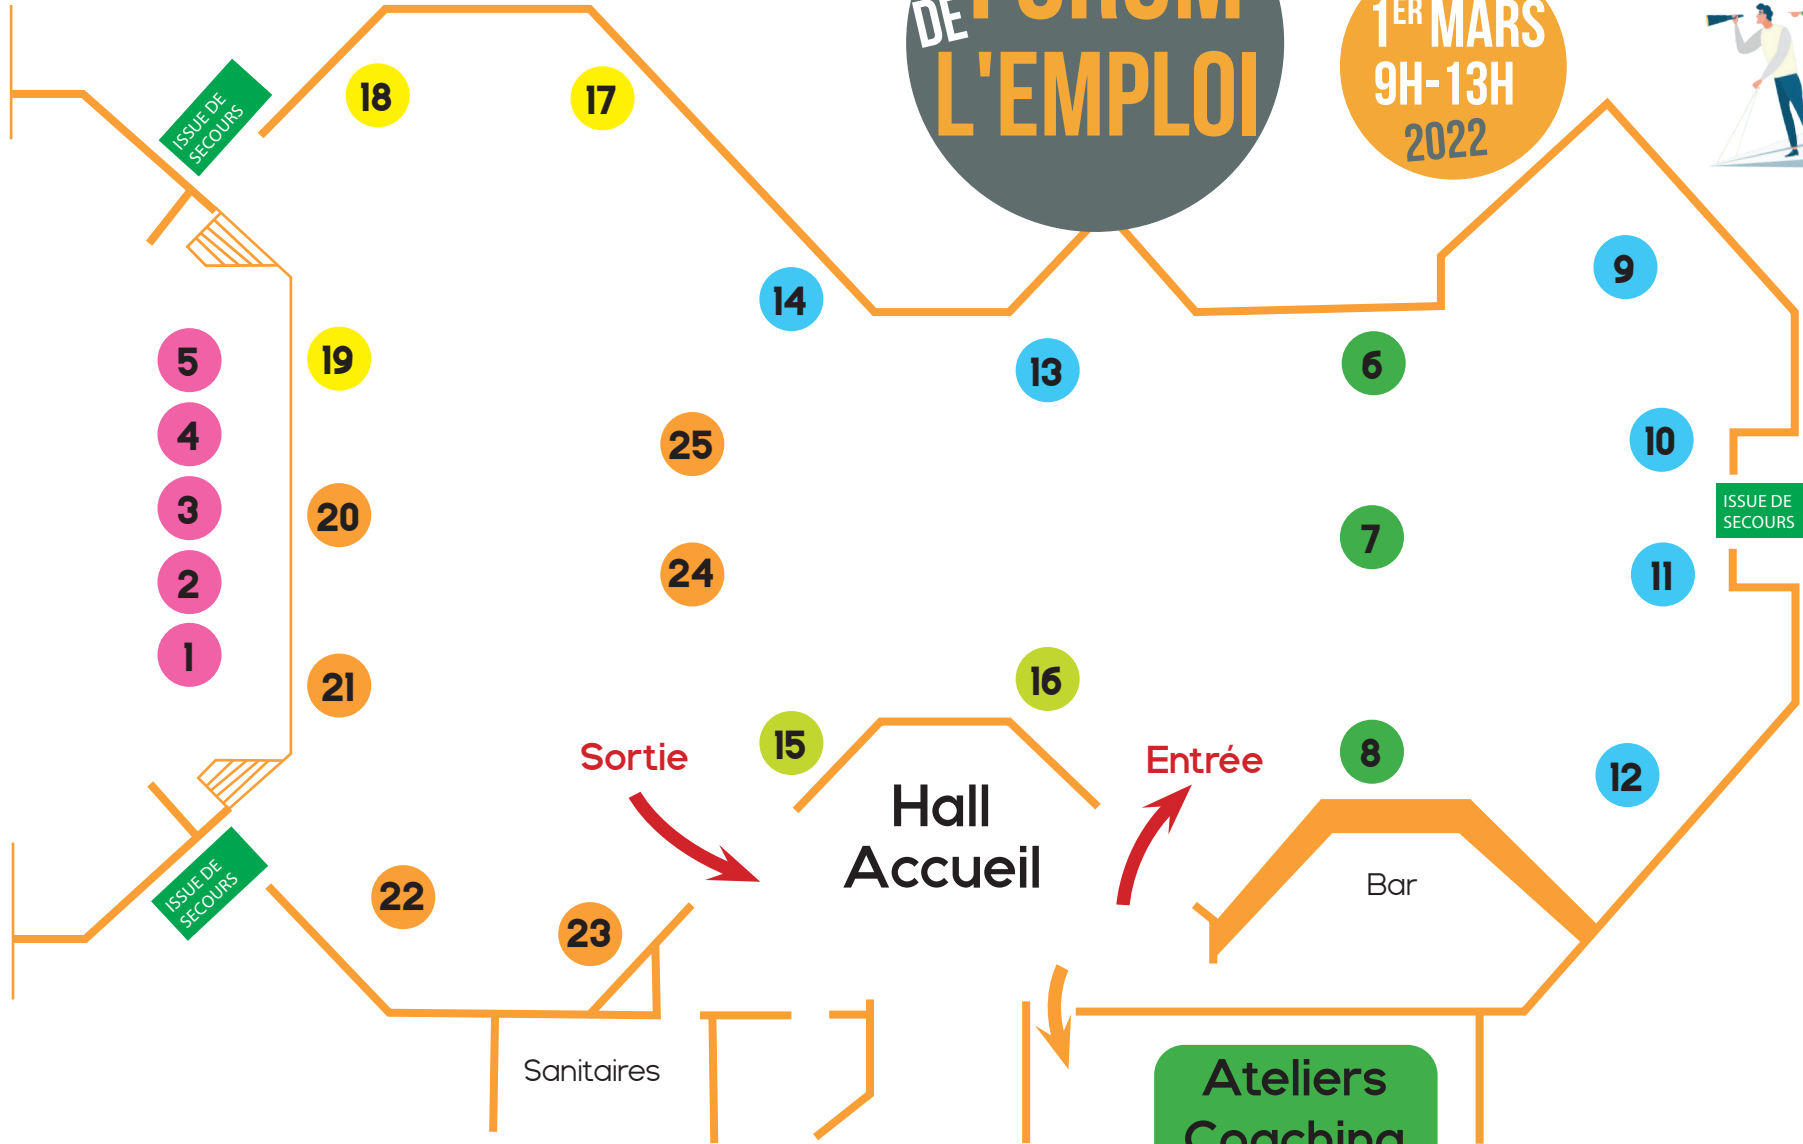 DE FORUM
L'EMPLOI
1ER MARS
9H-13H
2022
ISSUE DE
SECOURS
18
17
14
9
5
19
13
6
4
25
10
3
20
ISSUE DE
SECOURS
7
2
24
11
1
21
16
15
8
12
Sortie
Entrée
Hall
Accueil
ISSUE DE
SECOURS
22
23
Bar
Sanitaires
Ateliers
Coaching